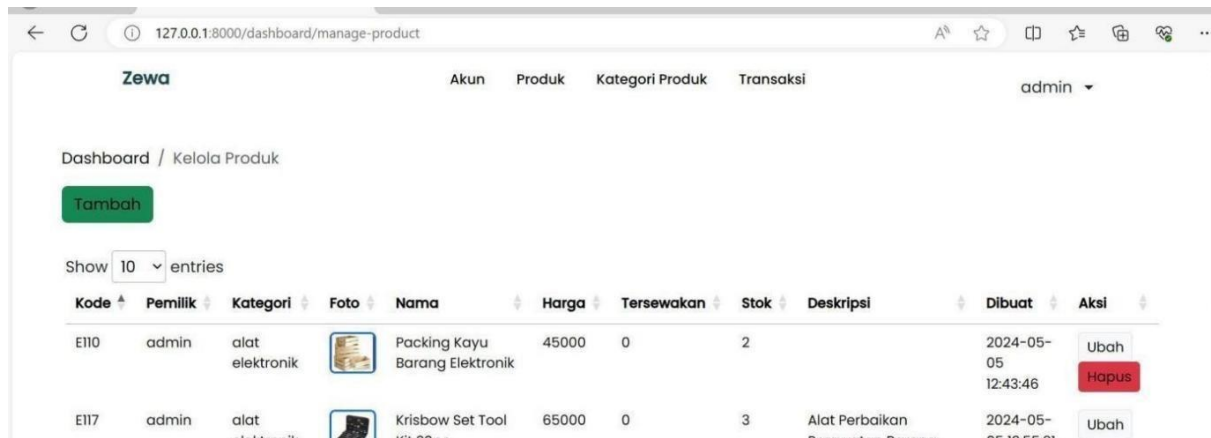 127.0.0.1:8000/dashboard/manage-product
Zewa Akun Produk Kategori Produk Transaksi admin
Dashboard / Kelola Produk
Tambah
Show 10 entries
Kode Pemilik Kategori Foto Nama Harga Tersewakan Stok Deskripsi Dibuat Aksi
E110 admin alat Packing Kayu 45000 0 2 2024-05- Ubah
elektronik Barang Elektronik 05
12:43:46 Hapus
E117 admin alat Krisbow Set Tool 65000 0 3 Alat Perbaikan 2024-05- Ubah